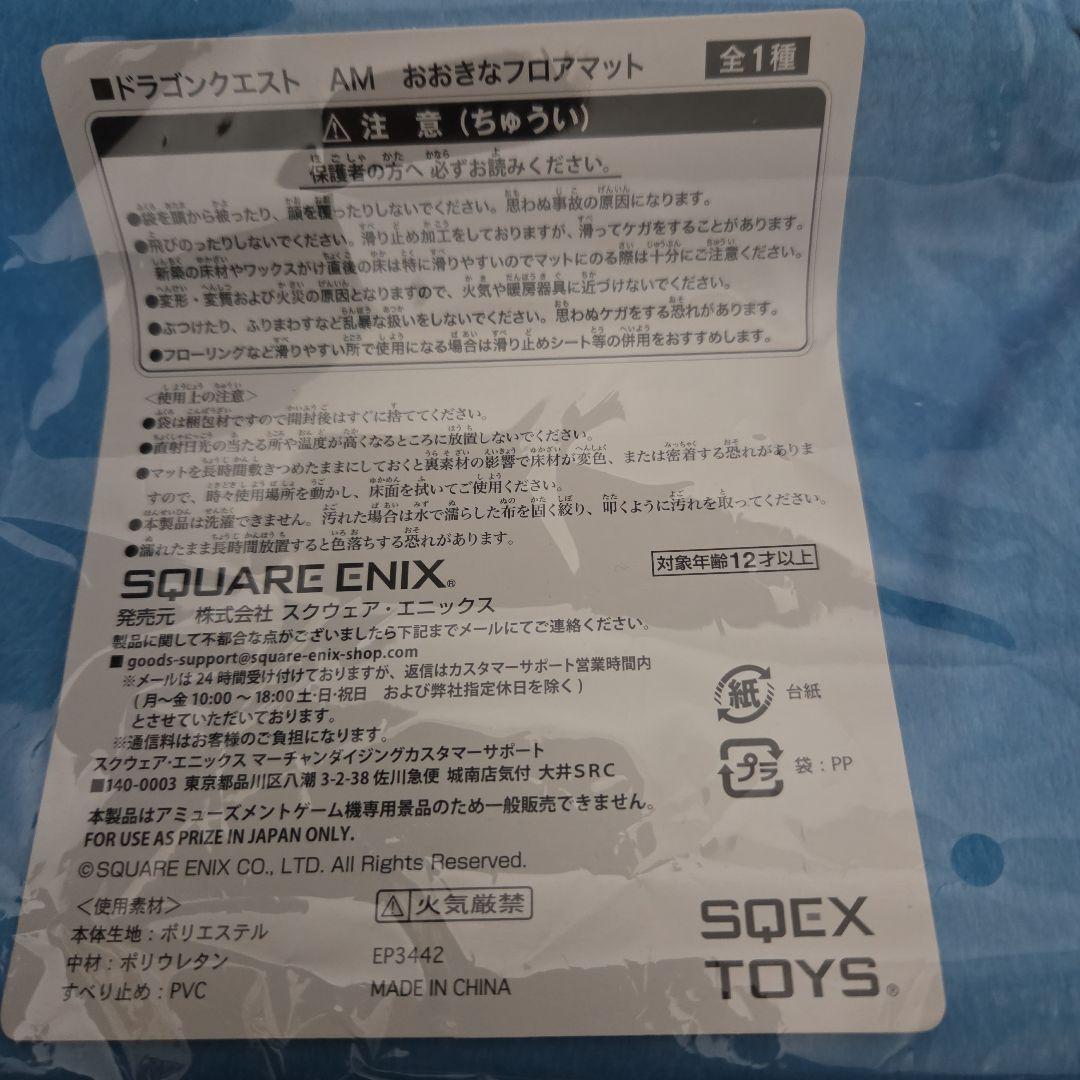 ■ドラゴンクエスト AM おおきなフロアマット 全1種
⚠ 注 意 (ちゅうい)
保護者の方へ 必ずお読みください。
●袋を頭から被ったり、顔を覆ったりしないでください。思わぬ事故の原因になります。
●飛びのったりしないでください。滑り止め加工をしておりますが、滑ってケガをすることがあります。
新築の床材やワックスがけ直後の床は特に滑りやすいのでマットにのる際は十分にご注意ください。
●変形・変質および火災の原因となりますので、火気や暖房器具に近づけないでください。
●ぶつけたり、ふりまわすなど乱暴な扱いをしないでください。思わぬケガをする恐れがあります。
●フローリングなど滑りやすい所で使用になる場合は滑り止めシート等の併用をおすすめします。
<使用上の注意>
●袋は梱包材ですので開封後はすぐに捨ててください。
●直射日光の当たる所や温度が高くなるところに放置しないでください。
●マットを長時間敷きつめたままにしておくと裏素材の影響で床材が変色、または密着する恐れがありま
すので、時々使用場所を動かし、床面を拭いてご使用ください。
●本製品は洗濯できません。汚れた場合は水で濡らした布を固く絞り、叩くように汚れを取ってください。
●濡れたまま長時間放置すると色落ちする恐れがあります。
対象年齢12才以上
SQUARE ENIX®
発売元 株式会社 スクウェア・エニックス
製品に関して不都合な点がございましたら下記までメールにてご連絡ください。
■ goods-support@square-enix-shop.com
※メールは24時間受け付けておりますが、返信はカスタマーサポート営業時間内
(月～金 10:00 ～ 18:00 土・日・祝日 および弊社指定休日を除く)
とさせていただいております。
※通信料はお客様のご負担になります。
スクウェア・エニックス マーチャンダイジングカスタマーサポート
■140-0003 東京都品川区八潮 3-2-38 佐川急便 城南店気付 大井SRC
紙 台紙
プラ 袋：PP
本製品はアミューズメントゲーム機専用景品のため一般販売できません。
FOR USE AS PRIZE IN JAPAN ONLY.
©SQUARE ENIX CO., LTD. All Rights Reserved.
<使用素材>
本体生地：ポリエステル
中材：ポリウレタン
すべり止め：PVC
⚠火気厳禁
EP3442
MADE IN CHINA
SQEX
TOYS®